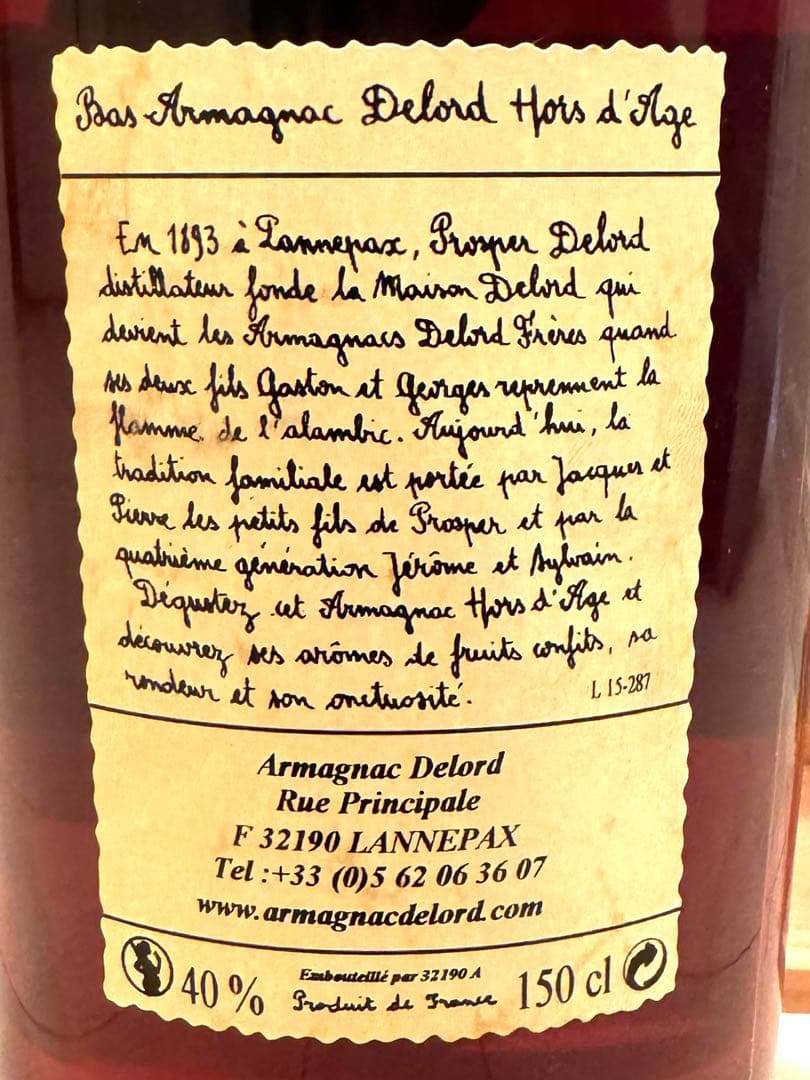 Bas-Armagnac Delord Hors d'Age
En 1893 à Lannepax, Prosper Delord
distillateur fonde la Maison Delord qui
devient les Armagnacs Delord Frères quand
ses deux fils Gaston et Georges reprennent la
flamme de l'alambic. Aujourd'hui, la
tradition familiale est portée par Jacques et
Pierre les petits fils de Prosper et par la
quatrième génération Jérôme et Sylvain.
Dégustez cet Armagnac Hors d'Age et
découvrez ses arômes de fruits confits, sa
rondeur et son onctuosité.
L 15-287
Armagnac Delord
Rue Principale
F 32190 LANNEPAX
Tel :+33 (0)5 62 06 36 07
www.armagnacdelord.com
40 %
Embouteillé par 32190 A
Produit de France
150 cl